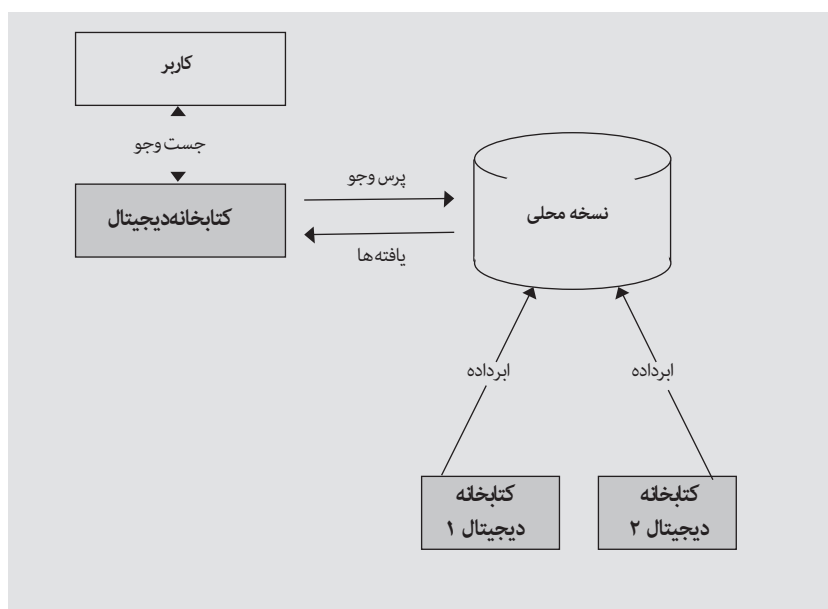 کاربر
جست‌وجو
کتابخانه‌دیجیتال
پرس‌وجو
یافته‌ها
نسخه محلی
ابرداده
ابرداده
کتابخانه
دیجیتال ۱
کتابخانه
دیجیتال ۲